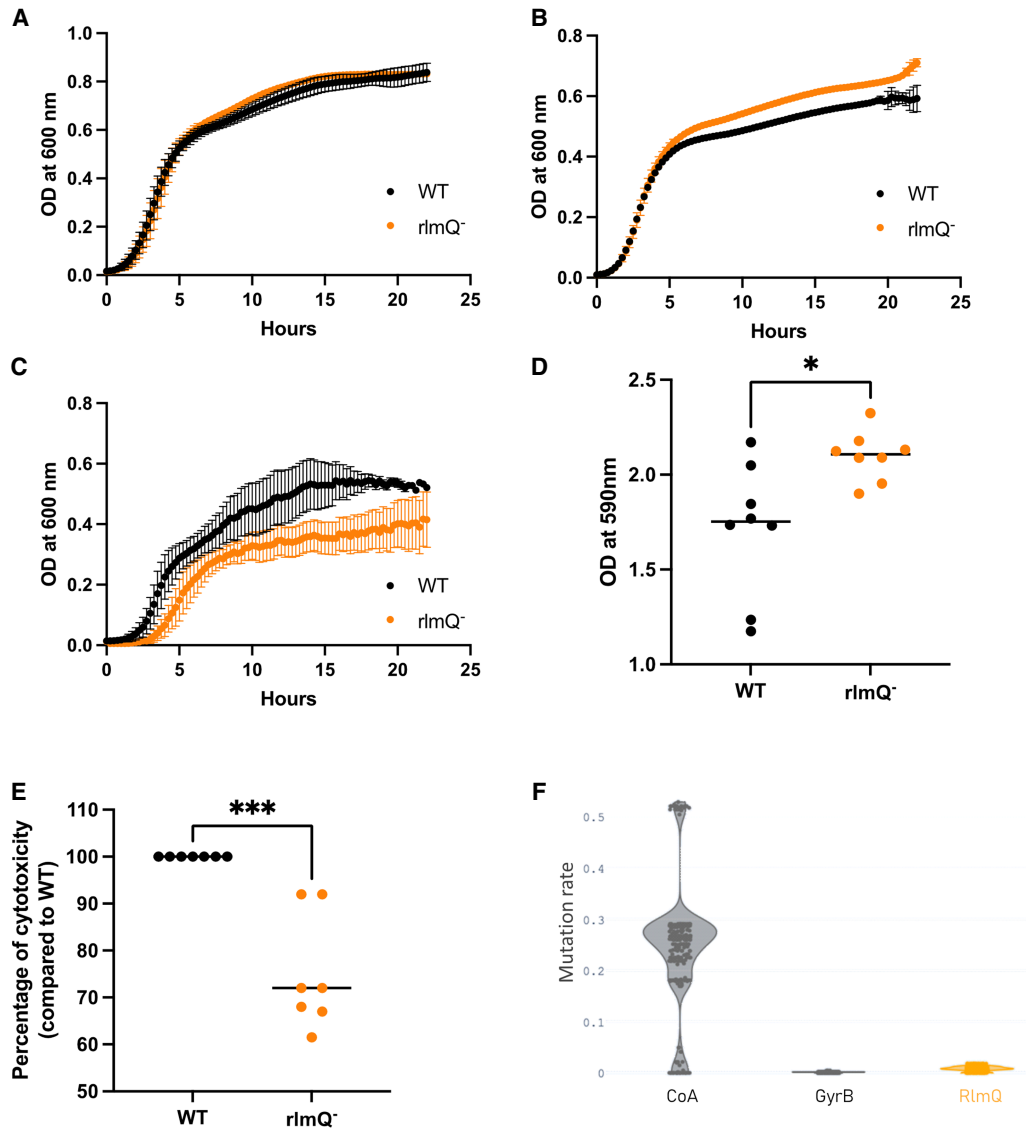 A
1.0
0.8
0.6
0.4
0.2
0.0
OD at 600 nm
WT
rlmQ-
0 5 10 15 20 25
Hours
B
0.8
0.6
0.4
0.2
0.0
OD at 600 nm
WT
rlmQ-
0 5 10 15 20 25
Hours
C
0.8
0.6
0.4
0.2
0.0
OD at 600 nm
WT
rlmQ-
0 5 10 15 20 25
Hours
D
*
2.5
2.0
1.5
1.0
OD at 590nm
WT rlmQ-
E
***
110
100
90
80
70
60
50
Percentage of cytotoxicity
(compared to WT)
WT rlmQ-
F
0.5
0.4
0.3
0.2
0.1
0
Mutation rate
CoA GyrB RlmQ